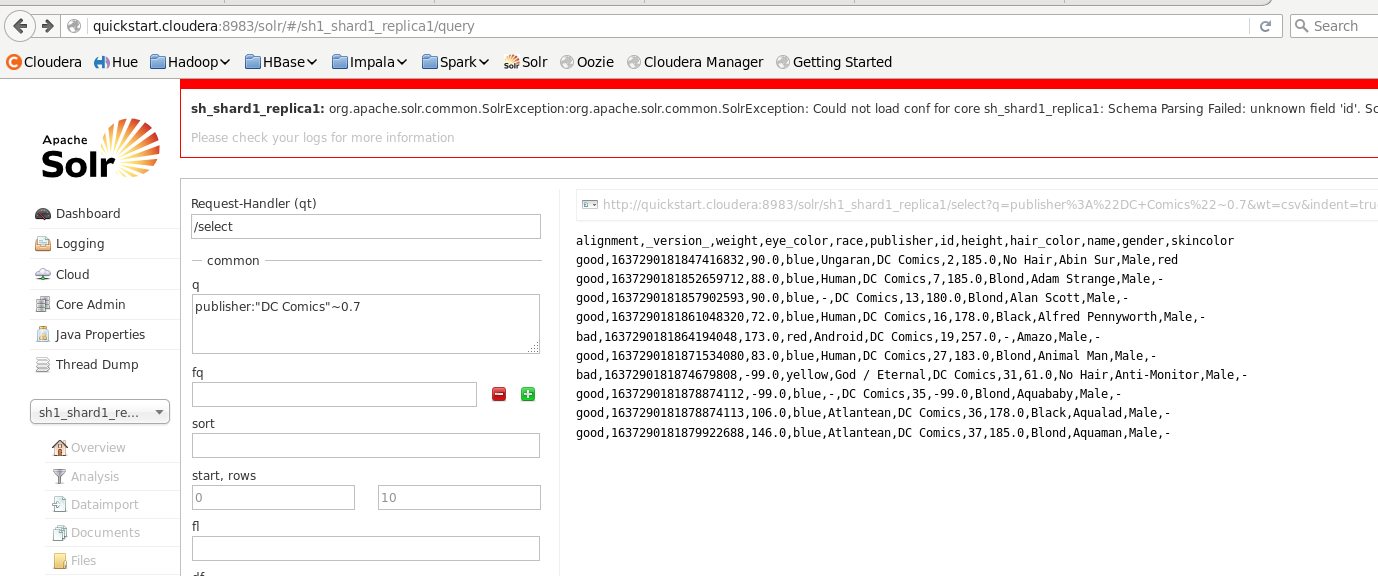 quickstart.cloudera:8983/solr/#/sh1_shard1_replica1/query
Search
Cloudera Hue Hadoop HBase Impala Spark Solr Oozie Cloudera Manager Getting Started
sh_shard1_replica1: org.apache.solr.common.SolrException:org.apache.solr.common.SolrException: Could not load conf for core sh_shard1_replica1: Schema Parsing Failed: unknown field 'id'. Sc
Please check your logs for more information
Apache
Solr
Dashboard
Logging
Cloud
Core Admin
Java Properties
Thread Dump
sh1_shard1_re...
Overview
Analysis
Dataimport
Documents
Files
Request-Handler (qt)
/select
common
q
publisher:"DC Comics"~0.7
fq
sort
start, rows
0 10
fl
df
http://quickstart.cloudera:8983/solr/sh1_shard1_replica1/select?q=publisher%3A%22DC+Comics%22~0.7&wt=csv&indent=tru
alignment,_version_,weight,eye_color,race,publisher,id,height,hair_color,name,gender,skincolor
good,1637290181847416832,90.0,blue,Ungaran,DC Comics,2,185.0,No Hair,Abin Sur,Male,red
good,1637290181852659712,88.0,blue,Human,DC Comics,7,185.0,Blond,Adam Strange,Male,-
good,1637290181857902593,90.0,blue,-,DC Comics,13,180.0,Blond,Alan Scott,Male,-
good,1637290181861048320,72.0,blue,Human,DC Comics,16,178.0,Black,Alfred Pennyworth,Male,-
bad,1637290181864194048,173.0,red,Android,DC Comics,19,257.0,-,Amazo,Male,-
good,1637290181871534080,83.0,blue,Human,DC Comics,27,183.0,Blond,Animal Man,Male,-
bad,1637290181874679808,-99.0,yellow,God / Eternal,DC Comics,31,61.0,No Hair,Anti-Monitor,Male,-
good,1637290181878874112,-99.0,blue,-,DC Comics,35,-99.0,Blond,Aquababy,Male,-
good,1637290181878874113,106.0,blue,Atlantean,DC Comics,36,178.0,Black,Aqualad,Male,-
good,1637290181879922688,146.0,blue,Atlantean,DC Comics,37,185.0,Blond,Aquaman,Male,-